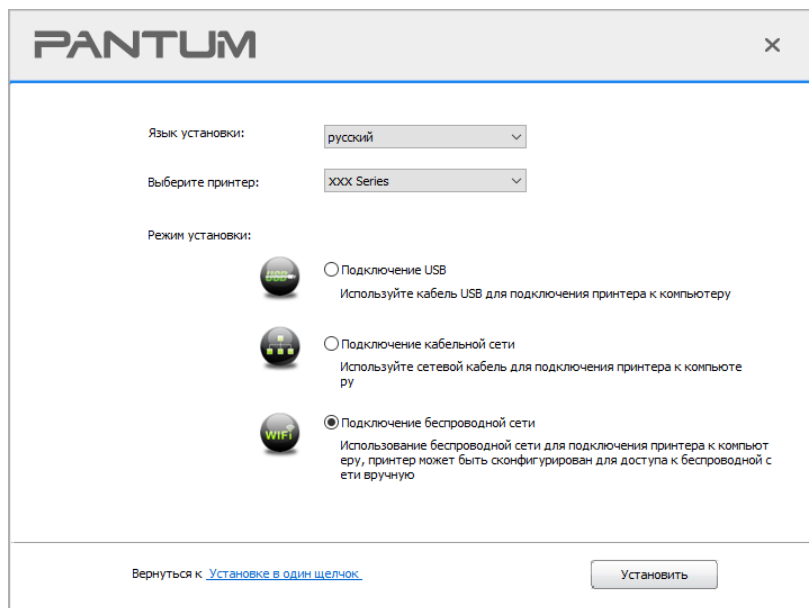 PANTUM
Язык установки:
русский
Выберите принтер:
XXX Series
Режим установки:
USB
Подключение USB
Используйте кабель USB для подключения принтера к компьютеру
Подключение кабельной сети
Используйте сетевой кабель для подключения принтера к компьюте
ру
WiFi
Подключение беспроводной сети
Использование беспроводной сети для подключения принтера к компьют
еру, принтер может быть сконфигурирован для доступа к беспроводной с
ети вручную
Вернуться к Установке в один щелчок
Установить